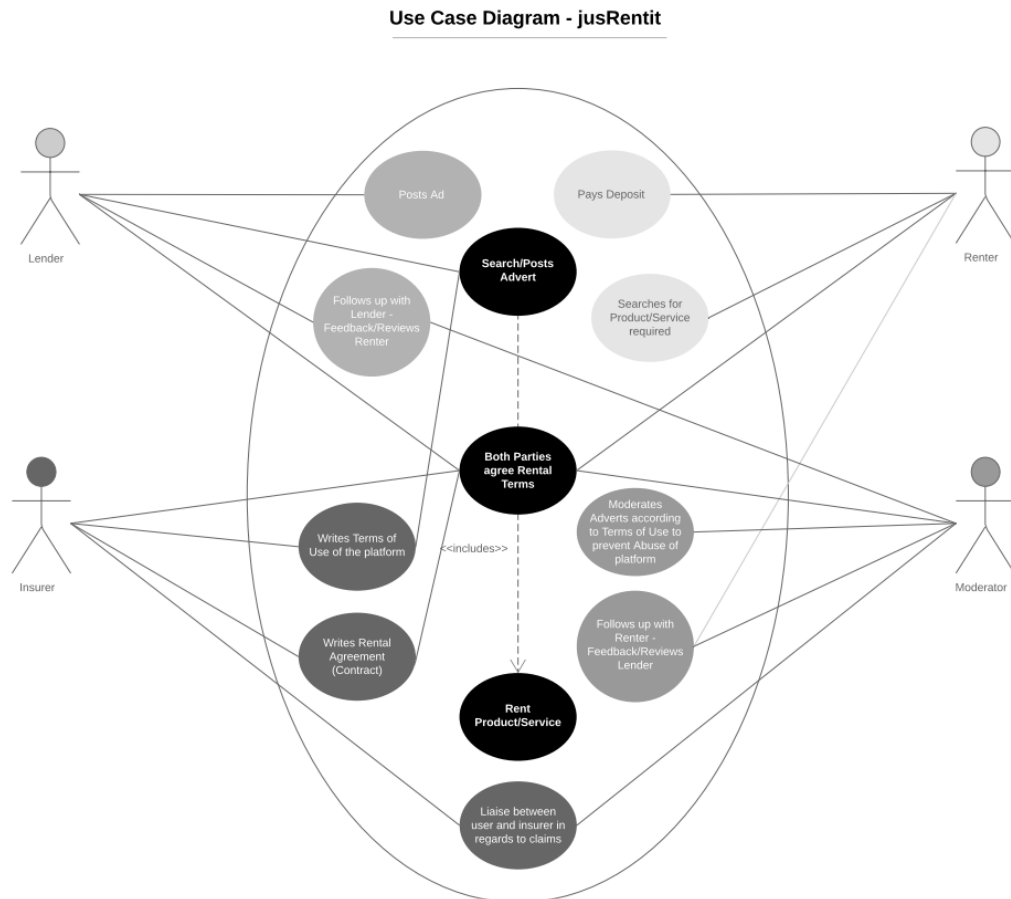 Use Case Diagram - jusRentit
Posts Ad
Pays Deposit
Lender
Renter
Search/Posts
Advert
Follows up with
Lender -
Feedback/Reviews
Renter
Searches for
Product/Service
required
Both Parties
agree Rental
Terms
Insurer
Moderator
Writes Terms of
Use of the platform
<<includes>>
Moderates
Adverts according
to Terms of Use to
prevent Abuse of
platform
Writes Rental
Agreement
(Contract)
Follows up with
Renter -
Feedback/Reviews
Lender
Rent
Product/Service
Liaise between
user and insurer in
regards to claims